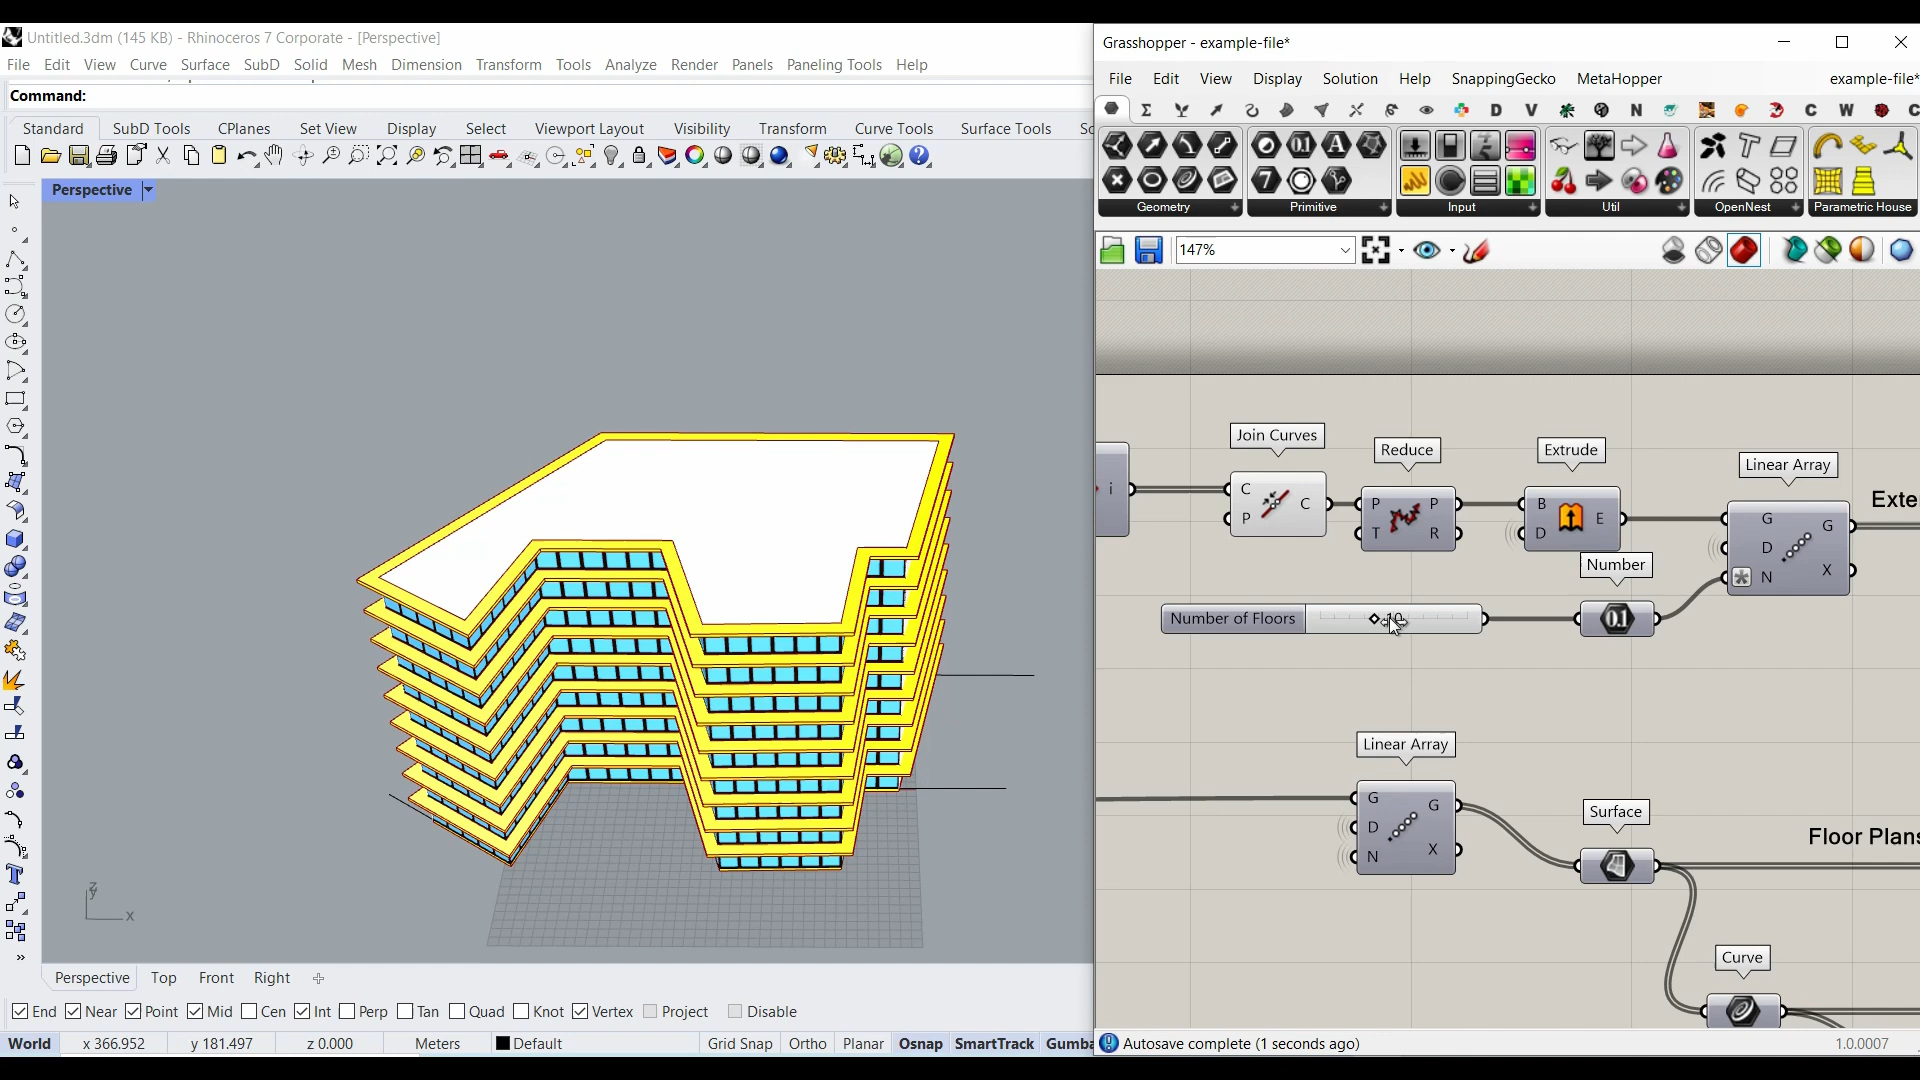 Untitled.3dm (145 KB) - Rhinoceros 7 Corporate - [Perspective]
File Edit View Curve Surface SubD Solid Mesh Dimension Transform Tools Analyze Render Panels Paneling Tools Help
Command:
Standard SubD Tools CPlanes Set View Display Select Viewport Layout Visibility Transform Curve Tools Surface Tools
Perspective
z
y
x
Perspective Top Front Right
End Near Point Mid Cen Int Perp Tan Quad Knot Vertex Project Disable
World x 366.952 y 181.497 z 0.000 Meters Default Grid Snap Ortho Planar Osnap SmartTrack Gumba
Grasshopper - example-file*
File Edit View Display Solution Help SnappingGecko MetaHopper example-file*
D V N C W
Geometry Primitive Input Util OpenNest Parametric House
147%
Join Curves
Reduce
Extrude
Linear Array
Exte
i
C P C
P T P R
B D E
G D N G X
Number
0.1
Number of Floors
Linear Array
G D N G X
Surface
Floor Plans
Curve
Autosave complete (1 seconds ago)
1.0.0007